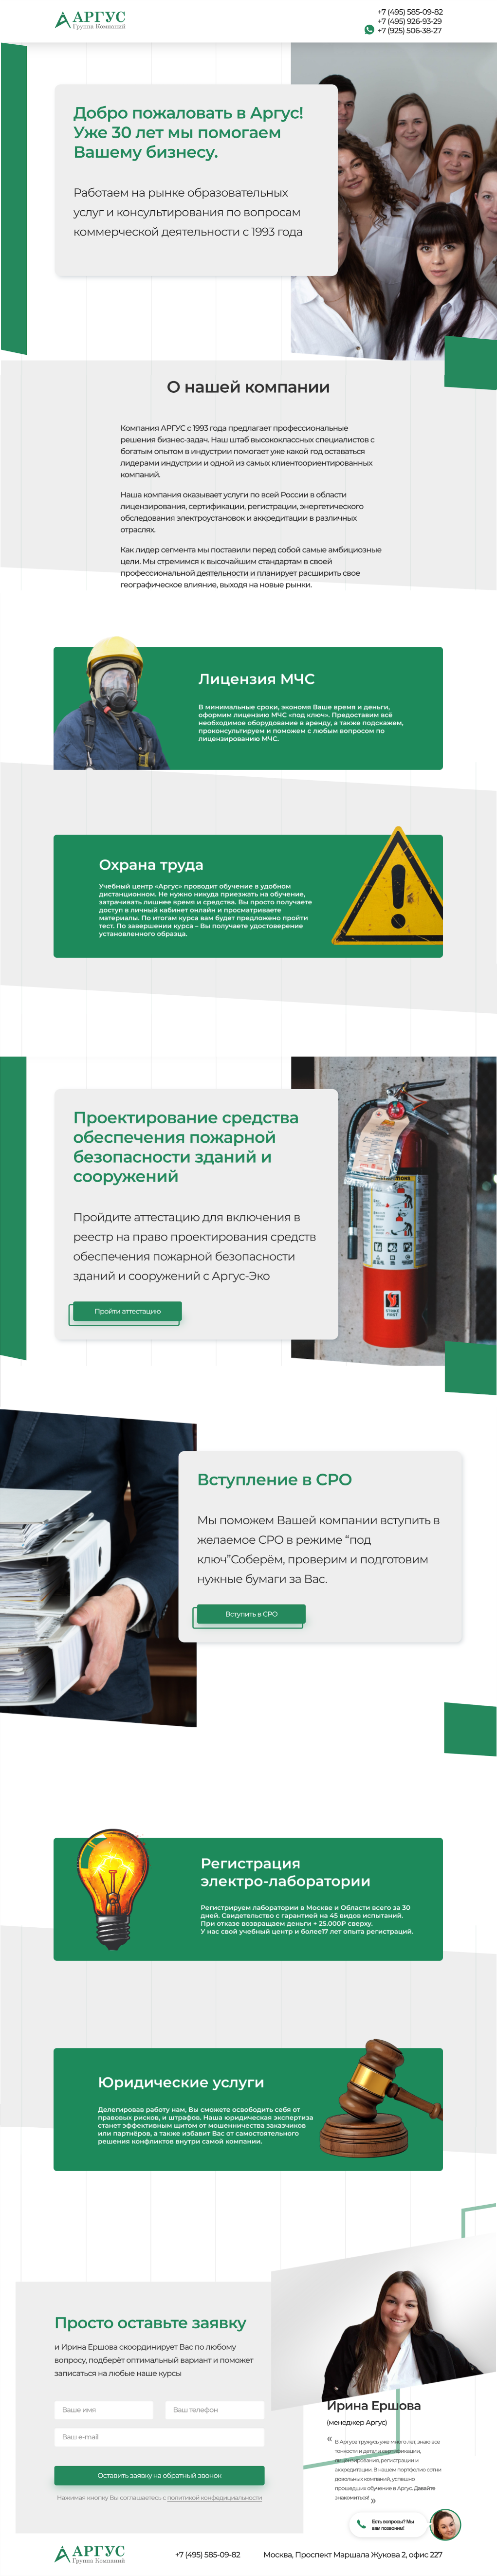 АРГУС
Группа Компаний
+7 (495) 585-09-82
+7 (495) 926-93-29
+7 (925) 506-38-27
Добро пожаловать в Аргус!
Уже 30 лет мы помогаем
Вашему бизнесу.
Работаем на рынке образовательных
услуг и консультирования по вопросам
коммерческой деятельности с 1993 года
О нашей компании
Компания АРГУС с 1993 года предлагает профессиональные
решения бизнес-задач. Наш штаб высококлассных специалистов с
богатым опытом в индустрии помогает уже какой год оставаться
лидерами индустрии и одной из самых клиентоориентированных
компаний.
Наша компания оказывает услуги по всей России в области
лицензирования, сертификации, регистрации, энергетического
обследования электроустановок и аккредитации в различных
отраслях.
Как лидер сегмента мы поставили перед собой самые амбициозные
цели. Мы стремимся к высочайшим стандартам в своей
профессиональной деятельности и планирует расширить свое
географическое влияние, выходя на новые рынки.
Лицензия МЧС
В минимальные сроки, экономя Ваше время и деньги,
оформим лицензию МЧС «под ключ». Предоставим всё
необходимое оборудование в аренду, а также подскажем,
проконсультируем и поможем с любым вопросом по
лицензированию МЧС.
Охрана труда
Учебный центр «Аргус» проводит обучение в удобном
дистанционном. Не нужно никуда приезжать на обучение,
затрачивать лишнее время и средства. Вы просто получаете
доступ в личный кабинет онлайн и просматриваете
материалы. По итогам курса вам будет предложено пройти
тест. По завершении курса – Вы получаете удостоверение
установленного образца.
Проектирование средства
обеспечения пожарной
безопасности зданий и
сооружений
Пройдите аттестацию для включения в
реестр на право проектирования средств
обеспечения пожарной безопасности
зданий и сооружений с Аргус-Эко
Пройти аттестацию
STRIKE
FIRST
Вступление в СРО
Мы поможем Вашей компании вступить в
желаемое СРО в режиме “под
ключ”Соберём, проверим и подготовим
нужные бумаги за Вас.
Вступить в СРО
Регистрация
электро-лаборатории
Регистрируем лаборатории в Москве и Области всего за 30
дней. Свидетельство с гарантией на 45 видов испытаний.
При отказе возвращаем деньги + 25.000Р сверху.
У нас свой учебный центр и более17 лет опыта регистраций.
Юридические услуги
Делегировав работу нам, Вы сможете освободить себя от
правовых рисков, и штрафов. Наша юридическая экспертиза
станет эффективным щитом от мошенничества заказчиков
или партнёров, а также избавит Вас от самостоятельного
решения конфликтов внутри самой компании.
Просто оставьте заявку
и Ирина Ершова скоординирует Вас по любому
вопросу, подберёт оптимальный вариант и поможет
записаться на любые наше курсы
Ваше имя
Ваш телефон
Ваш e-mail
Оставить заявку на обратный звонок
Нажимая кнопку Вы соглашаетесь с политикой конфедициальности
Ирина Ершова
(менеджер Аргус)
« В Аргусе тружусь уже много лет, знаю все
тонкости и детали сертификации,
лицензирования, регистрации и
аккредитации. В нашем портфолио сотни
довольных компаний, успешно
прошедших обучение в Аргус. Давайте
знакомиться! »
Есть вопросы? Мы
вам позвоним!
АРГУС
Группа Компаний
+7 (495) 585-09-82
Москва, Проспект Маршала Жукова 2, офис 227